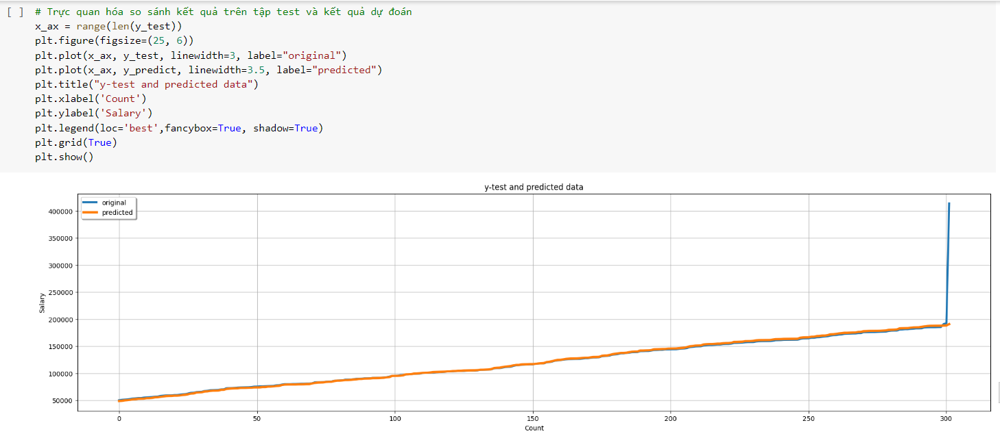 [ ] # Trực quan hóa so sánh kết quả trên tập test và kết quả dự đoán
x_ax = range(len(y_test))
plt.figure(figsize=(25, 6))
plt.plot(x_ax, y_test, linewidth=3, label="original")
plt.plot(x_ax, y_predict, linewidth=3.5, label="predicted")
plt.title("y-test and predicted data")
plt.xlabel('Count')
plt.ylabel('Salary')
plt.legend(loc='best',fancybox=True, shadow=True)
plt.grid(True)
plt.show()
y-test and predicted data
original
predicted
400000
350000
300000
250000
200000
150000
100000
50000
Salary
0 50 100 150 200 250 300
Count